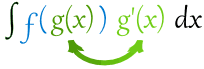 ∫ f(g(x)) g'(x) dx